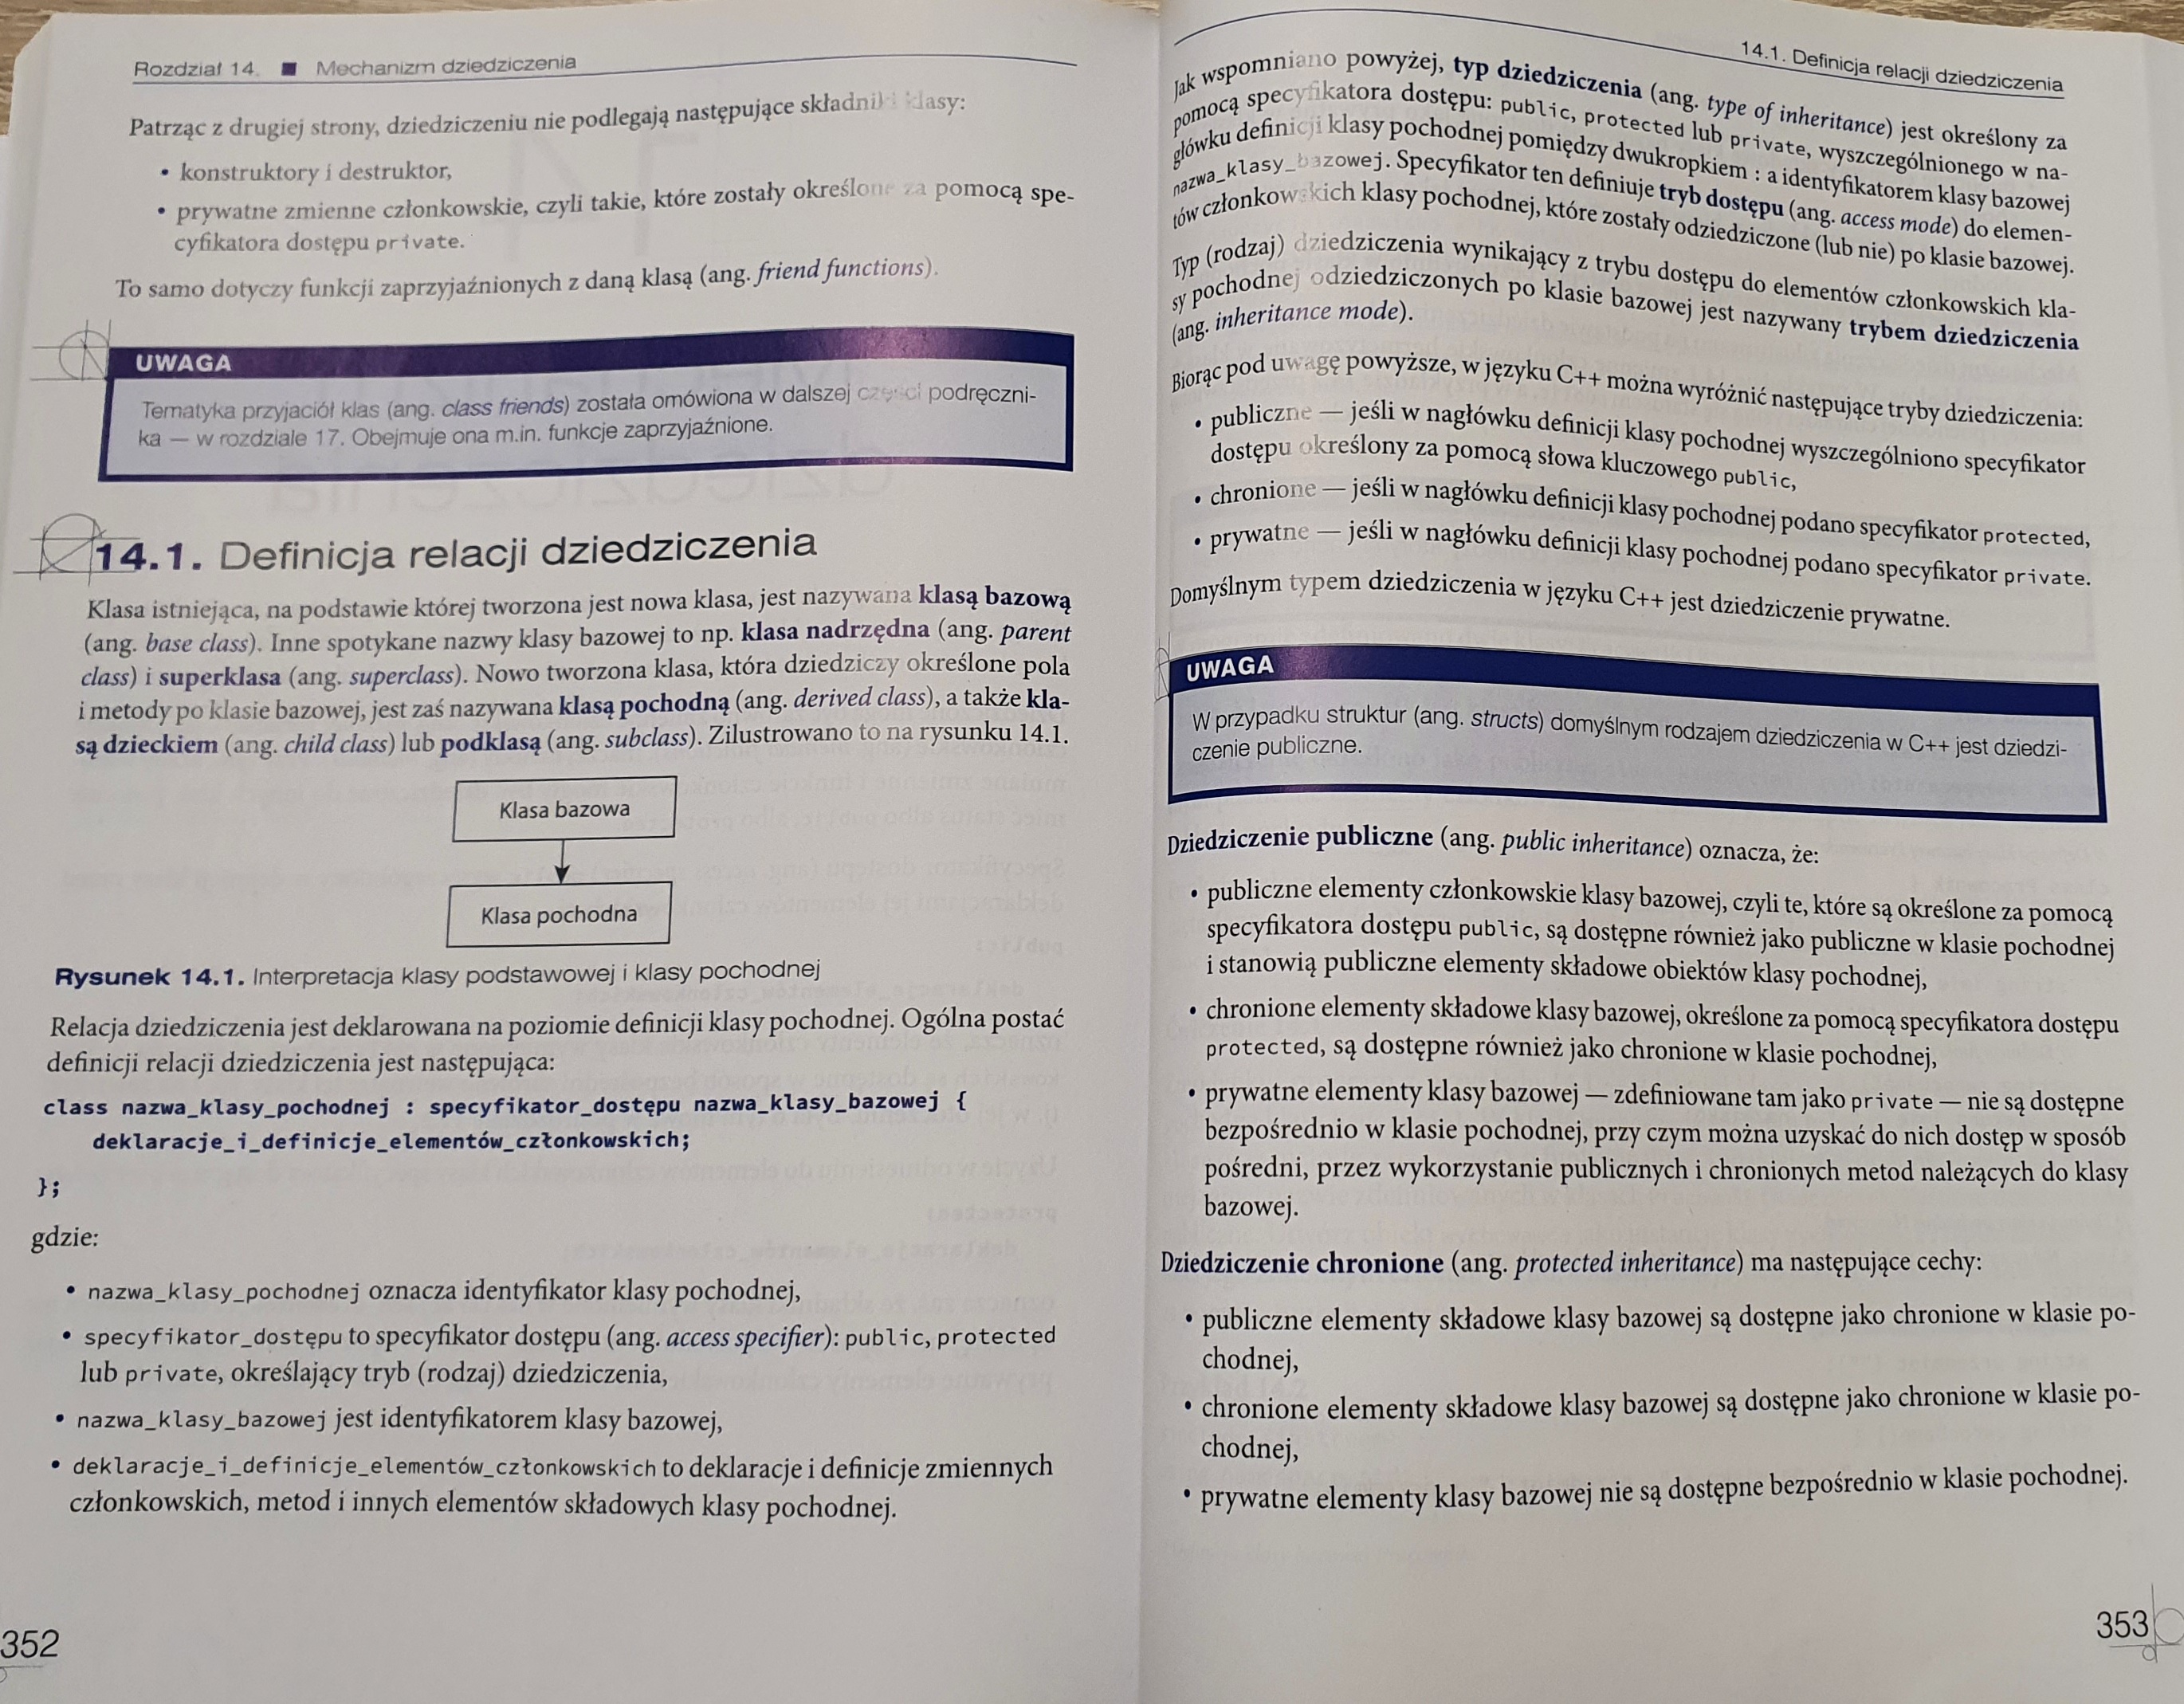 Rozdział 14. ■ Mechanizm dziedziczenia
Patrząc z drugiej strony, dziedziczeniu nie podlegają następujące składniki klasy:
• konstruktory i destruktor,
• prywatne zmienne członkowskie, czyli takie, które zostały określone za pomocą spe-
cyfikatora dostępu private.
To samo dotyczy funkcji zaprzyjaźnionych z daną klasą (ang. friend functions).
UWAGA
Tematyka przyjaciół klas (ang. class friends) została omówiona w dalszej części podręczni-
ka — w rozdziale 17. Obejmuje ona m.in. funkcje zaprzyjaźnione.
14.1. Definicja relacji dziedziczenia
Klasa istniejąca, na podstawie której tworzona jest nowa klasa, jest nazywana klasą bazową
(ang. base class). Inne spotykane nazwy klasy bazowej to np. klasa nadrzędna (ang. parent
class) i superklasa (ang. superclass). Nowo tworzona klasa, która dziedziczy określone pola
i metody po klasie bazowej, jest zaś nazywana klasą pochodną (ang. derived class), a także kla-
są dzieckiem (ang. child class) lub podklasą (ang. subclass). Zilustrowano to na rysunku 14.1.
Klasa bazowa
Klasa pochodna
Rysunek 14.1. Interpretacja klasy podstawowej i klasy pochodnej
Relacja dziedziczenia jest deklarowana na poziomie definicji klasy pochodnej. Ogólna postać
definicji relacji dziedziczenia jest następująca:
class nazwa_klasy_pochodnej : specyfikator_dostępu nazwa_klasy_bazowej {
deklaracje_i_definicje_elementów_członkowskich;
};
gdzie:
• nazwa_klasy_pochodnej oznacza identyfikator klasy pochodnej,
• specyfikator_dostępu to specyfikator dostępu (ang. access specifier): public, protected
lub private, określający tryb (rodzaj) dziedziczenia,
• nazwa_klasy_bazowej jest identyfikatorem klasy bazowej,
• deklaracje_i_definicje_elementów_członkowskich to deklaracje i definicje zmiennych
członkowskich, metod i innych elementów składowych klasy pochodnej.
352
14.1. Definicja relacji dziedziczenia
Jak wspomniano powyżej, typ dziedziczenia (ang. type of inheritance) jest określony za
pomocą specyfikatora dostępu: public, protected lub private, wyszczególnionego w na-
główku definicji klasy pochodnej pomiędzy dwukropkiem : a identyfikatorem klasy bazowej
nazwa_klasy_bazowej. Specyfikator ten definiuje tryb dostępu (ang. access mode) do elemen-
tów członkowskich klasy pochodnej, które zostały odziedziczone (lub nie) po klasie bazowej.
Typ (rodzaj) dziedziczenia wynikający z trybu dostępu do elementów członkowskich kla-
sy pochodnej odziedziczonych po klasie bazowej jest nazywany trybem dziedziczenia
(ang. inheritance mode).
Biorąc pod uwagę powyższe, w języku C++ można wyróżnić następujące tryby dziedziczenia:
• publiczne — jeśli w nagłówku definicji klasy pochodnej wyszczególniono specyfikator
dostępu określony za pomocą słowa kluczowego public,
• chronione — jeśli w nagłówku definicji klasy pochodnej podano specyfikator protected,
• prywatne — jeśli w nagłówku definicji klasy pochodnej podano specyfikator private.
Domyślnym typem dziedziczenia w języku C++ jest dziedziczenie prywatne.
UWAGA
W przypadku struktur (ang. structs) domyślnym rodzajem dziedziczenia w C++ jest dziedzi-
czenie publiczne.
Dziedziczenie publiczne (ang. public inheritance) oznacza, że:
• publiczne elementy członkowskie klasy bazowej, czyli te, które są określone za pomocą
specyfikatora dostępu public, są dostępne również jako publiczne w klasie pochodnej
i stanowią publiczne elementy składowe obiektów klasy pochodnej,
• chronione elementy składowe klasy bazowej, określone za pomocą specyfikatora dostępu
protected, są dostępne również jako chronione w klasie pochodnej,
• prywatne elementy klasy bazowej — zdefiniowane tam jako private — nie są dostępne
bezpośrednio w klasie pochodnej, przy czym można uzyskać do nich dostęp w sposób
pośredni, przez wykorzystanie publicznych i chronionych metod należących do klasy
bazowej.
Dziedziczenie chronione (ang. protected inheritance) ma następujące cechy:
• publiczne elementy składowe klasy bazowej są dostępne jako chronione w klasie po-
chodnej,
• chronione elementy składowe klasy bazowej są dostępne jako chronione w klasie po-
chodnej,
• prywatne elementy klasy bazowej nie są dostępne bezpośrednio w klasie pochodnej.
353